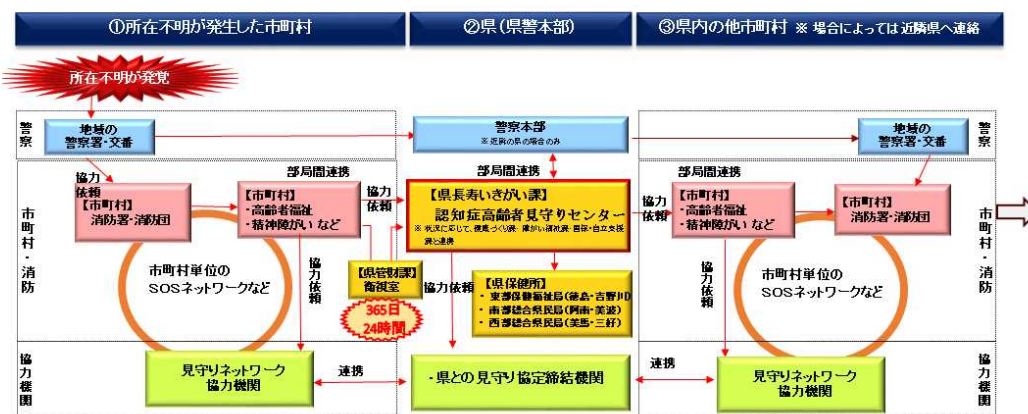 ①所在不明が発生した市町村
②県(県警本部)
③県内の他市町村 ※ 場合によっては近隣県へ連絡
所在不明が発覚
警察
地域の
警察署・交番
警察本部
※近隣の県の場合のみ
地域の
警察署・交番
警察
協力
依頼
部局間連携
部局間連携
部局間連携
市町村・消防
【市町村】
消防署・消防団
【市町村】
・高齢者福祉
・精神障がい など
協力
依頼
【県長寿いきがい課】
認知症高齢者見守りセンター
※ 状況に応じて、健康づくり課・障がい福祉課・国保・自立支援
課と連携
協力
依頼
【市町村】
・高齢者福祉
・精神障がい など
【市町村】
消防署・消防団
市町村・消防
市町村単位の
SOSネットワークなど
協力依頼
【県管財課】
衛視室
365日
24時間
協力依頼
【県保健所】
・ 東部保健福祉局(徳島・吉野川)
・ 南部総合県民局(阿南・美波)
・ 西部総合県民局(美馬・三好)
協力依頼
市町村単位の
SOSネットワークなど
協力機関
見守りネットワーク
協力機関
連携
・県との見守り協定締結機関
連携
見守りネットワーク
協力機関
協力機関